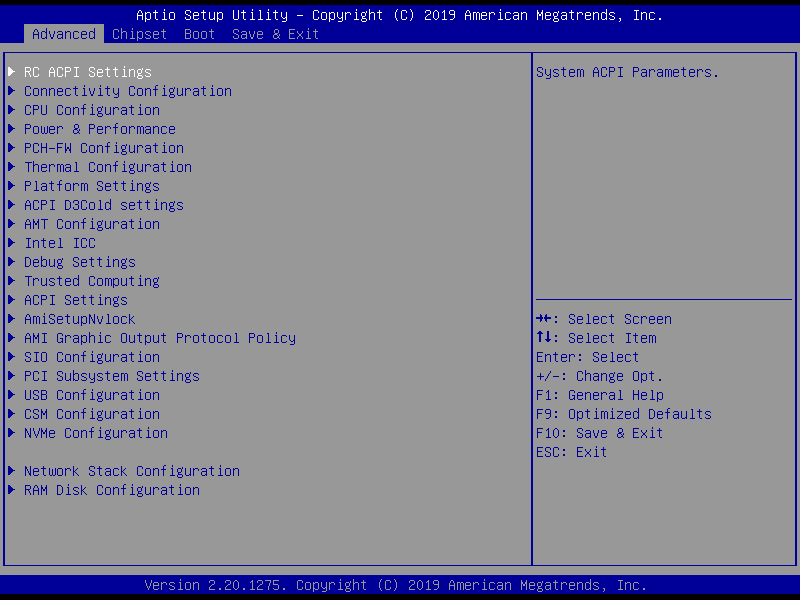 Aptio Setup Utility – Copyright (C) 2019 American Megatrends, Inc.
Advanced Chipset Boot Save & Exit
RC ACPI Settings
Connectivity Configuration
CPU Configuration
Power & Performance
PCH-FW Configuration
Thermal Configuration
Platform Settings
ACPI D3Cold settings
AMT Configuration
Intel ICC
Debug Settings
Trusted Computing
ACPI Settings
AmiSetupNvlock
AMI Graphic Output Protocol Policy
SIO Configuration
PCI Subsystem Settings
USB Configuration
CSM Configuration
NVMe Configuration
Network Stack Configuration
RAM Disk Configuration
System ACPI Parameters.
→←: Select Screen
↑↓: Select Item
Enter: Select
+/-: Change Opt.
F1: General Help
F9: Optimized Defaults
F10: Save & Exit
ESC: Exit
Version 2.20.1275. Copyright (C) 2019 American Megatrends, Inc.